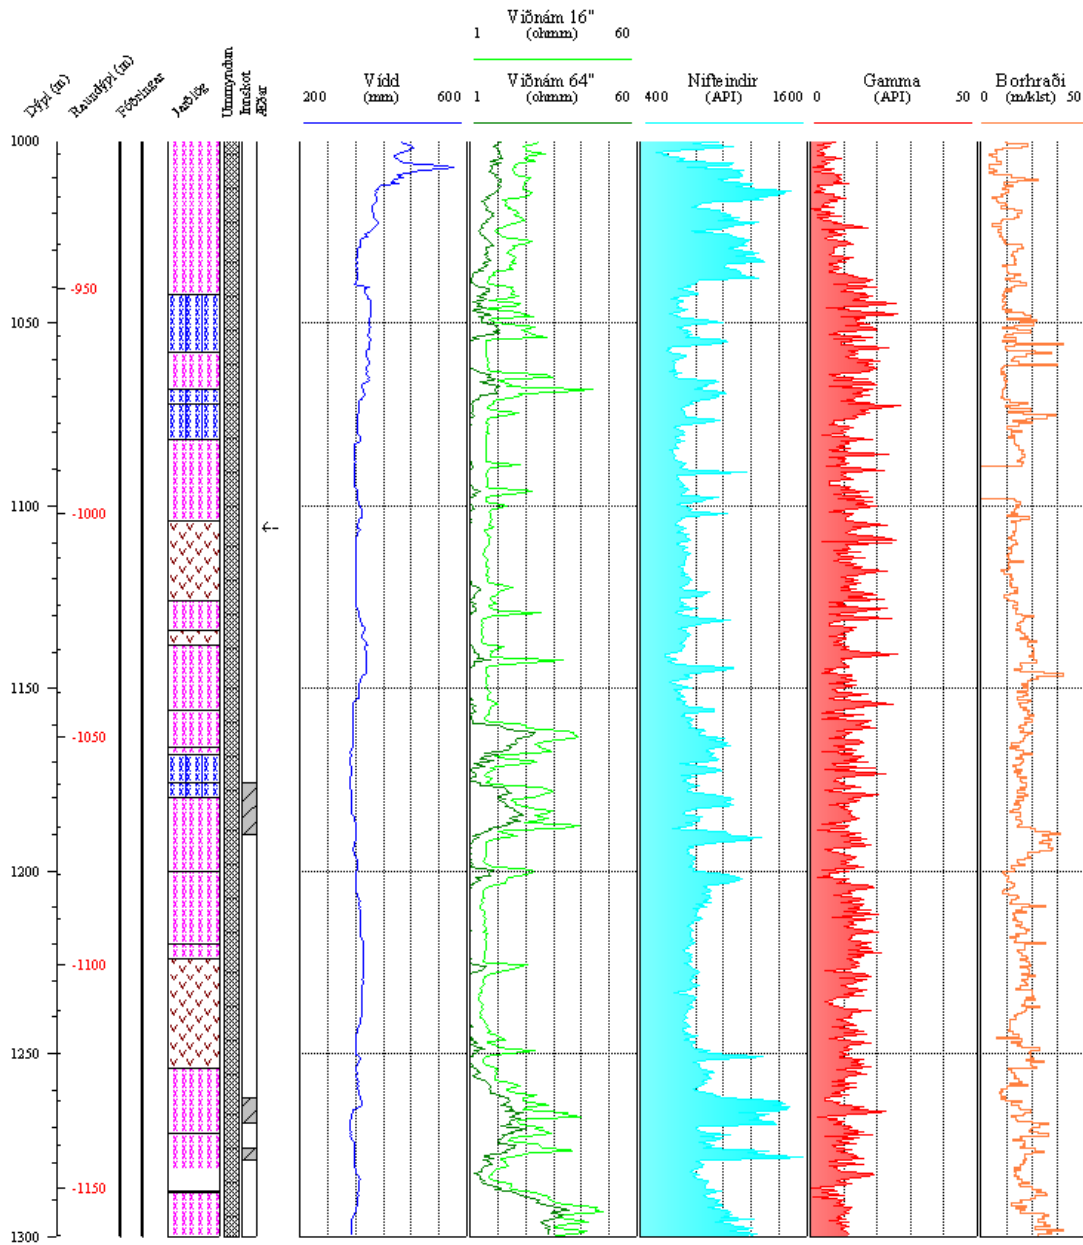 Viðnám 16"
1 (ohmm) 60
Dýpi (m)
Raundýpi (m)
Fóðringar
Jarðlög
Ummyndun
Innskot
Æðar
Vídd
200 (mm) 600
Viðnám 64"
1 (ohmm) 60
Nifteindir
400 (API) 1600
Gamma
0 (API) 50
Borhraði
0 (m/klst) 50
1000
-950
1050
1100
-1000
1150
-1050
1200
-1100
1250
-1150
1300